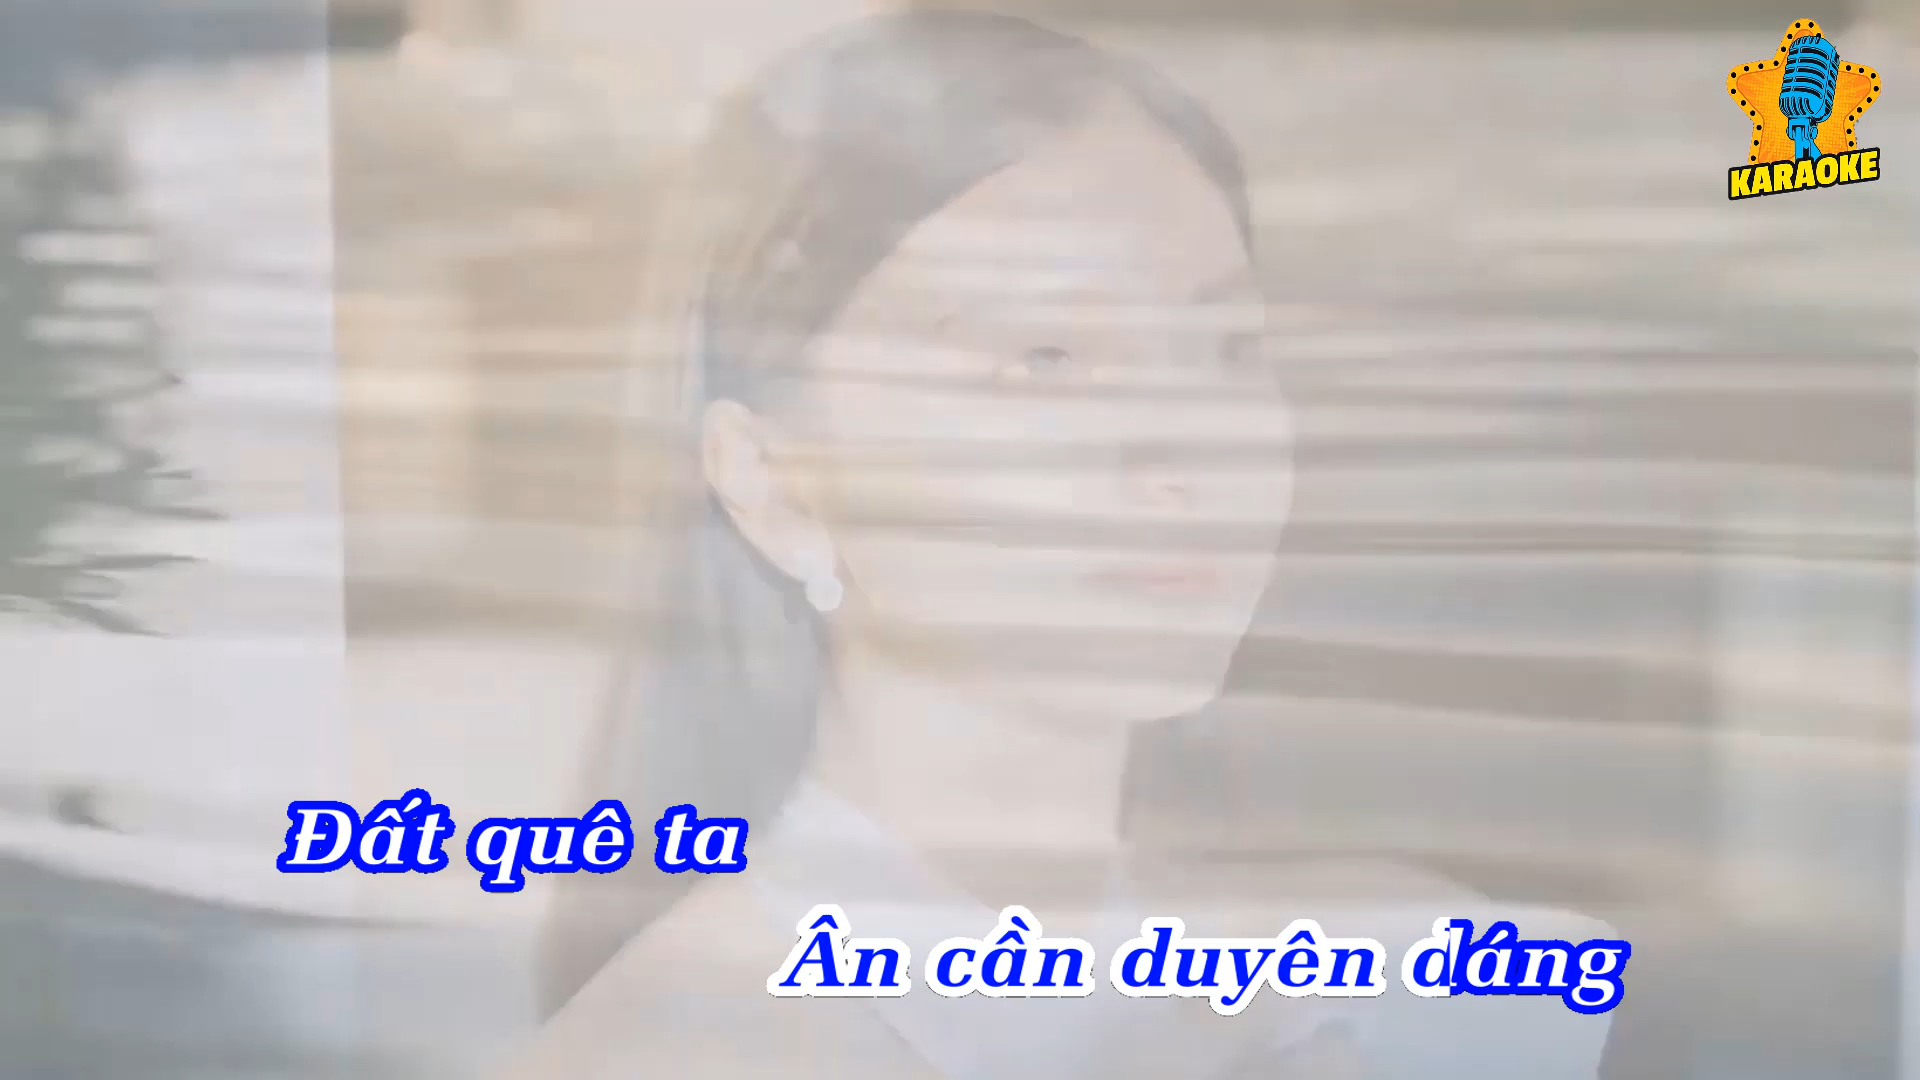 KARAOKE
Đất quê ta
Ân cần duyên dáng